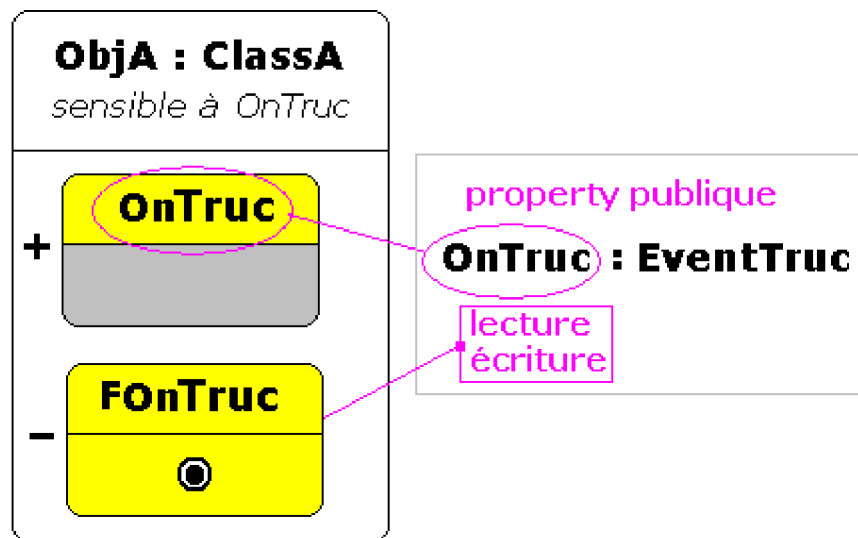 ObjA : ClassA
sensible à OnTruc
+
OnTruc
property publique
OnTruc : EventTruc
lecture
écriture
-
FOnTruc